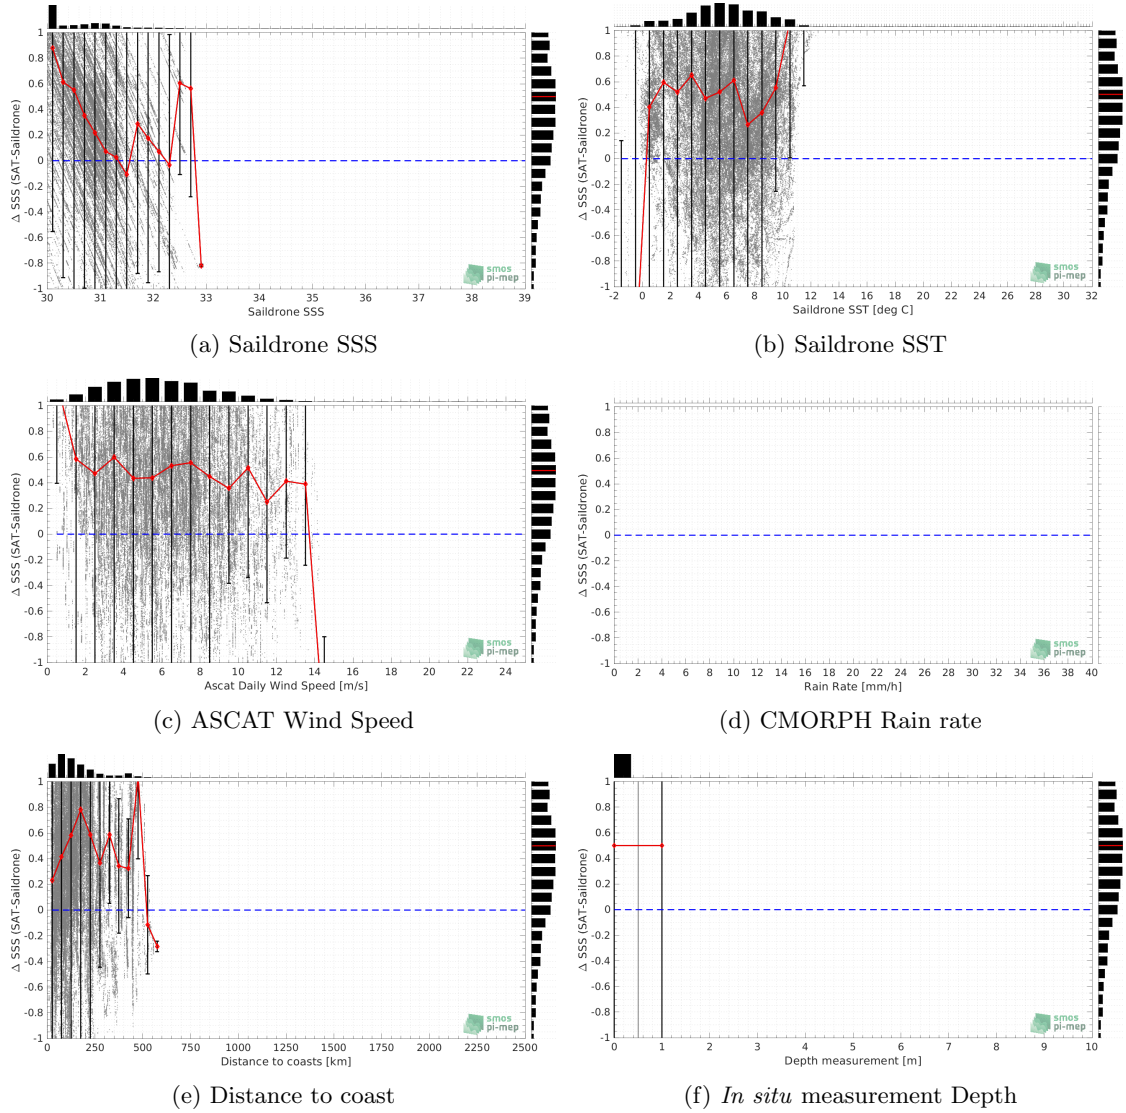 1
0.8
0.6
0.4
0.2
0
-0.2
-0.4
-0.6
-0.8
-1
Δ SSS (SAT-Saildrone)
30 31 32 33 34 35 36 37 38 39
Saildrone SSS
smos
pi-mep
(a) Saildrone SSS
1
0.8
0.6
0.4
0.2
0
-0.2
-0.4
-0.6
-0.8
-1
Δ SSS (SAT-Saildrone)
-2 0 2 4 6 8 10 12 14 16 18 20 22 24 26 28 30 32
Saildrone SST [deg C]
smos
pi-mep
(b) Saildrone SST
1
0.8
0.6
0.4
0.2
0
-0.2
-0.4
-0.6
-0.8
-1
Δ SSS (SAT-Saildrone)
0 2 4 6 8 10 12 14 16 18 20 22 24
Ascat Daily Wind Speed [m/s]
smos
pi-mep
(c) ASCAT Wind Speed
1
0.8
0.6
0.4
0.2
0
-0.2
-0.4
-0.6
-0.8
-1
Δ SSS (SAT-Saildrone)
0 2 4 6 8 10 12 14 16 18 20 22 24 26 28 30 32 34 36 38 40
Rain Rate [mm/h]
smos
pi-mep
(d) CMORPH Rain rate
1
0.8
0.6
0.4
0.2
0
-0.2
-0.4
-0.6
-0.8
-1
Δ SSS (SAT-Saildrone)
0 250 500 750 1000 1250 1500 1750 2000 2250 2500
Distance to coasts [km]
smos
pi-mep
(e) Distance to coast
1
0.8
0.6
0.4
0.2
0
-0.2
-0.4
-0.6
-0.8
-1
Δ SSS (SAT-Saildrone)
0 1 2 3 4 5 6 7 8 9 10
Depth measurement [m]
smos
pi-mep
(f) In situ measurement Depth